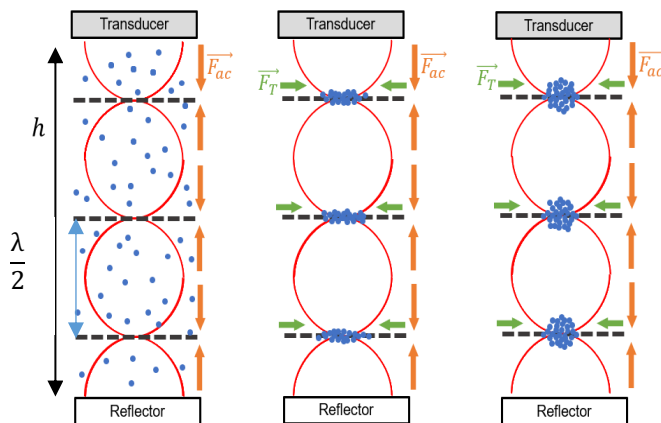 Transducer
Transducer
Transducer
F_ac
F_T
F_ac
F_T
F_ac
h
λ/2
Reflector
Reflector
Reflector